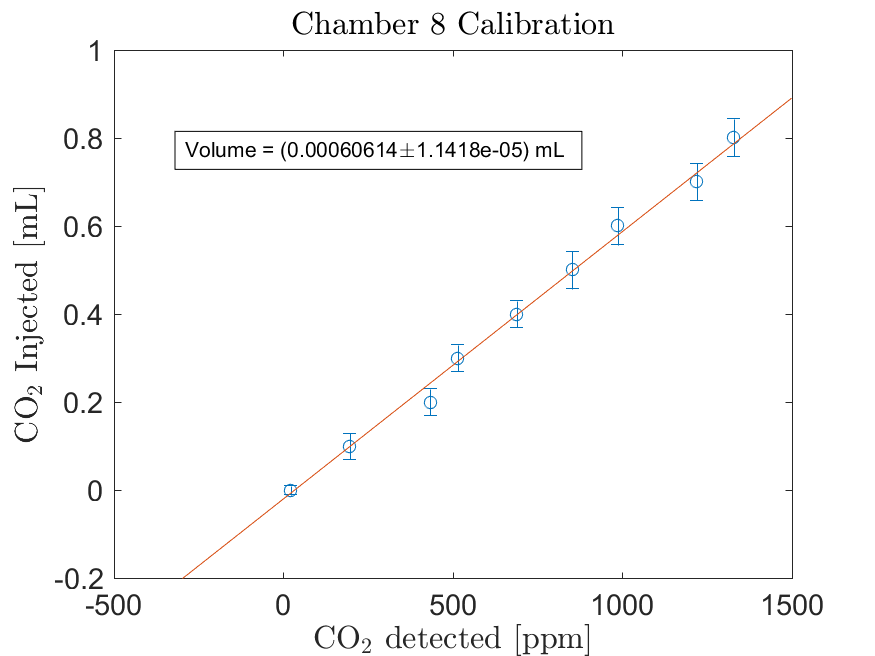 Chamber 8 Calibration
1
0.8
0.6
0.4
0.2
0
-0.2
CO₂ Injected [mL]
Volume = (0.00060614±1.1418e-05) mL
-500 0 500 1000 1500
CO₂ detected [ppm]